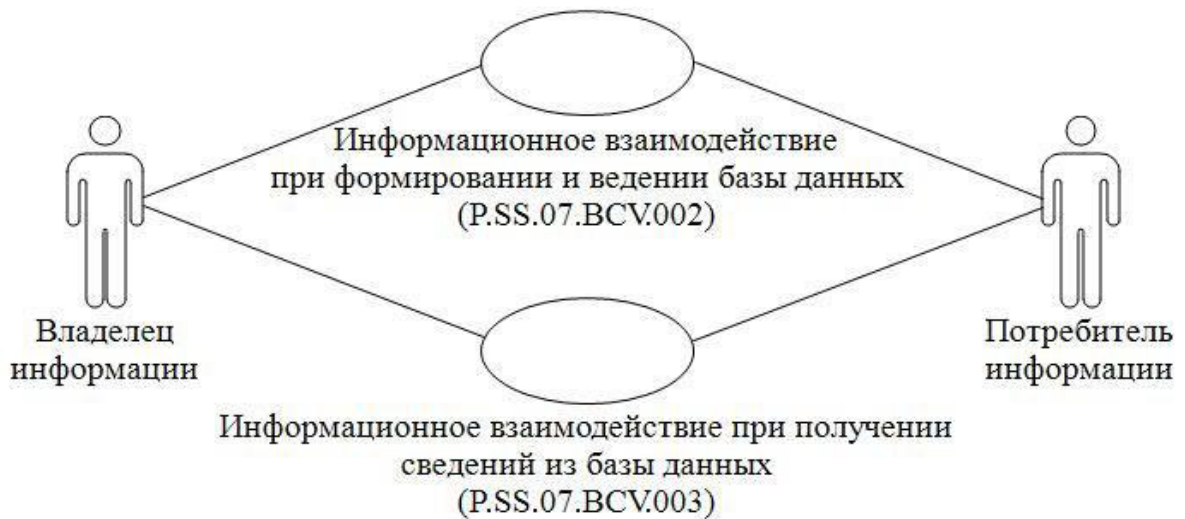 Информационное взаимодействие
при формировании и ведении базы данных
(P.SS.07.BCV.002)
Владелец
информации
Потребитель
информации
Информационное взаимодействие при получении
сведений из базы данных
(P.SS.07.BCV.003)